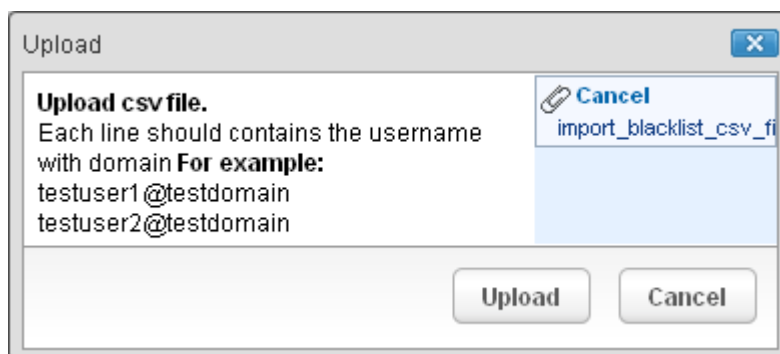 Upload
Upload csv file.
Each line should contains the username
with domain For example:
testuser1@testdomain
testuser2@testdomain
Cancel
import_blacklist_csv_fi
Upload
Cancel